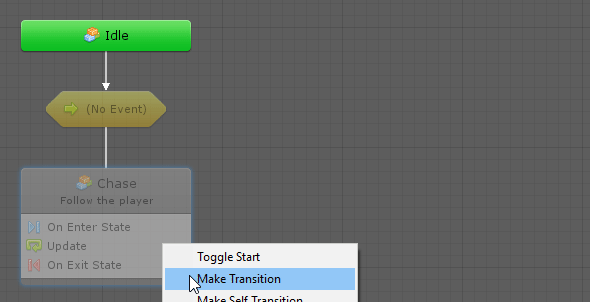 Idle
(No Event)
Chase
Follow the player
On Enter State
Update
On Exit State
Toggle Start
Make Transition
Make Self Transition